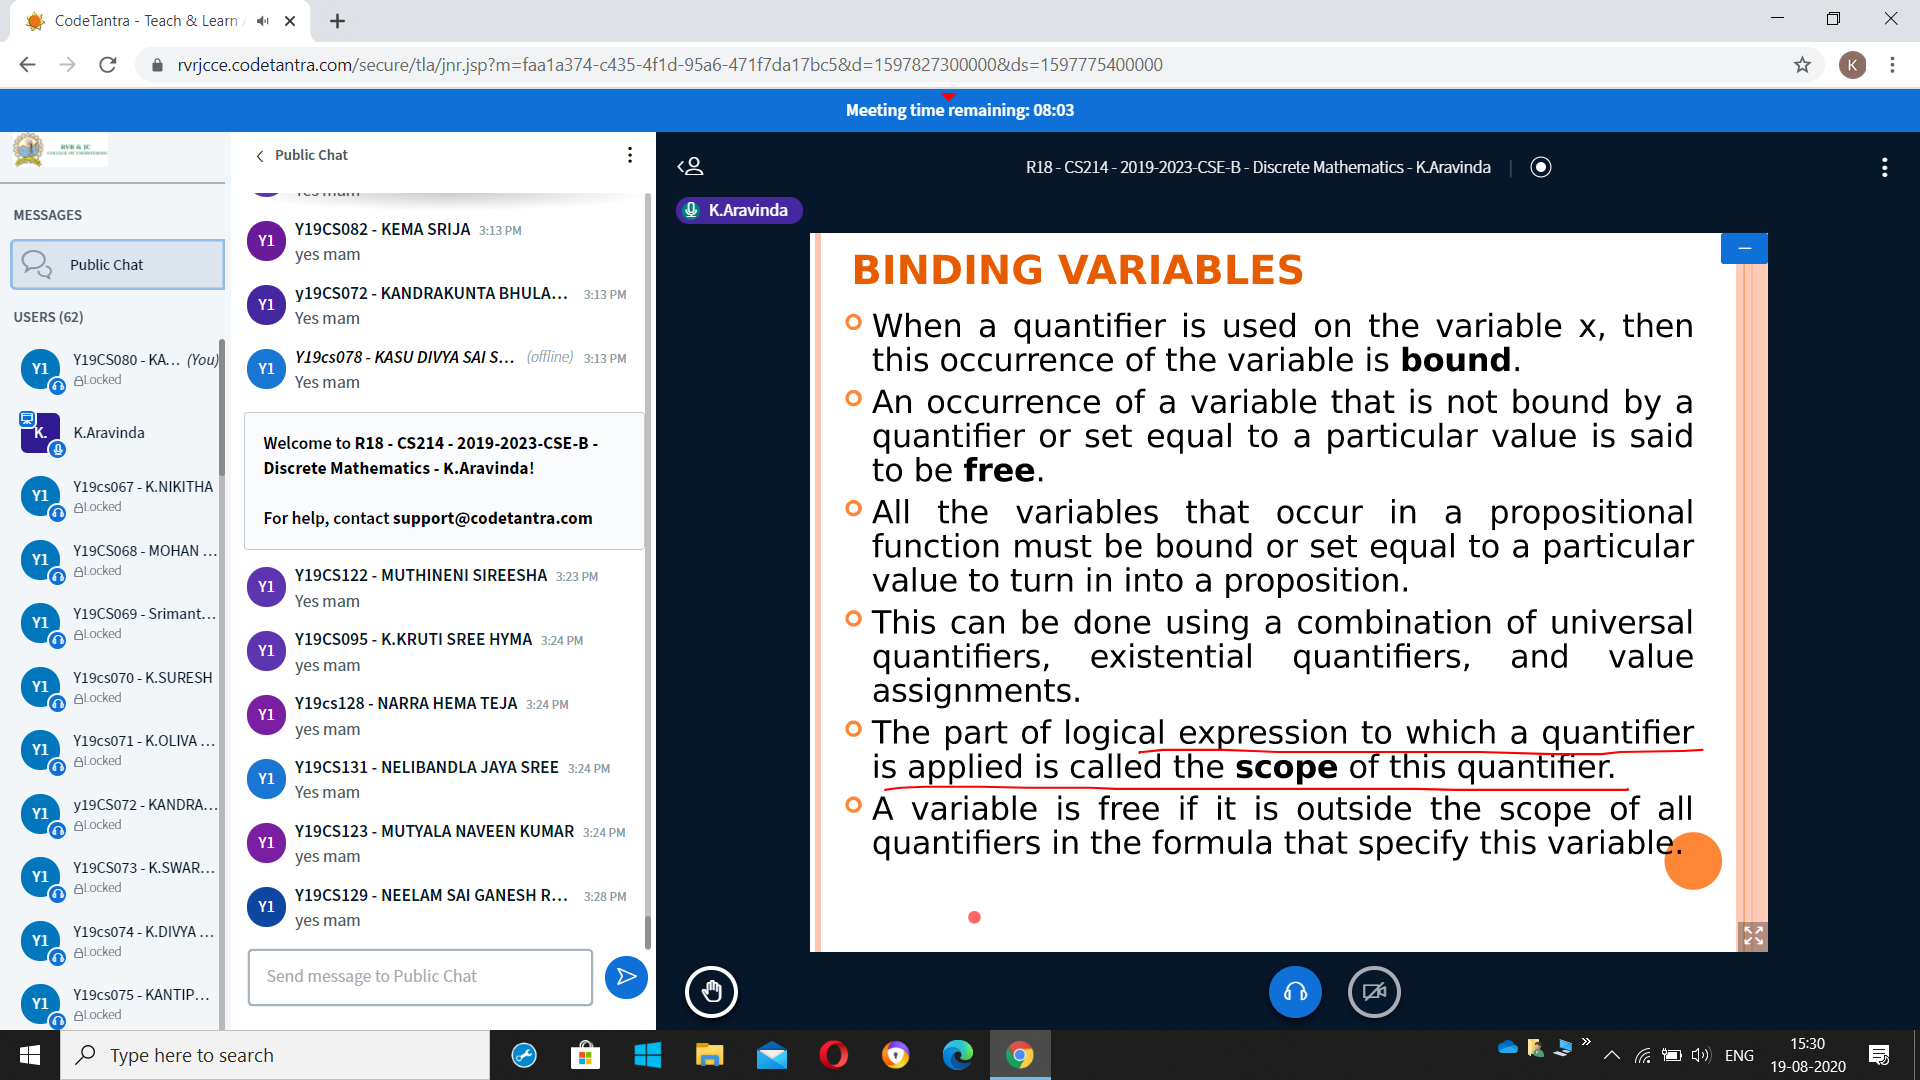 CodeTantra - Teach & Learn
rvrjcce.codetantra.com/secure/tla/jnr.jsp?m=faa1a374-c435-4f1d-95a6-471f7da17bc5&d=1597827300000&ds=1597775400000
K
Meeting time remaining: 08:03
RVR & JC
COLLEGE OF ENGINEERING
MESSAGES
Public Chat
USERS (62)
Y1
Y19CS080 - KA... (You)
Locked
K.
K.Aravinda
Y1
Y19cs067 - K.NIKITHA
Locked
Y1
Y19CS068 - MOHAN ...
Locked
Y1
Y19CS069 - Srimant...
Locked
Y1
Y19cs070 - K.SURESH
Locked
Y1
Y19cs071 - K.OLIVA ...
Locked
Y1
y19CS072 - KANDRA...
Locked
Y1
Y19CS073 - K.SWAR...
Locked
Y1
Y19cs074 - K.DIVYA ...
Locked
Y1
Y19cs075 - KANTIP...
Locked
Public Chat
Yes mam
Y1
Y19CS082 - KEMA SRIJA 3:13 PM
yes mam
Y1
y19CS072 - KANDRAKUNTA BHULA... 3:13 PM
Yes mam
Y1
Y19cs078 - KASU DIVYA SAI S... (offline) 3:13 PM
Yes mam
Welcome to R18 - CS214 - 2019-2023-CSE-B -
Discrete Mathematics - K.Aravinda!
For help, contact support@codetantra.com
Y1
Y19CS122 - MUTHINENI SIREESHA 3:23 PM
Yes mam
Y1
Y19CS095 - K.KRUTI SREE HYMA 3:24 PM
yes mam
Y1
Y19cs128 - NARRA HEMA TEJA 3:24 PM
yes mam
Y1
Y19CS131 - NELIBANDLA JAYA SREE 3:24 PM
Yes mam
Y1
Y19CS123 - MUTYALA NAVEEN KUMAR 3:24 PM
yes mam
Y1
Y19CS129 - NEELAM SAI GANESH R... 3:28 PM
yes mam
Send message to Public Chat
R18 - CS214 - 2019-2023-CSE-B - Discrete Mathematics - K.Aravinda
K.Aravinda
BINDING VARIABLES
When a quantifier is used on the variable x, then
this occurrence of the variable is bound.
An occurrence of a variable that is not bound by a
quantifier or set equal to a particular value is said
to be free.
All the variables that occur in a propositional
function must be bound or set equal to a particular
value to turn in into a proposition.
This can be done using a combination of universal
quantifiers, existential quantifiers, and value
assignments.
The part of logical expression to which a quantifier
is applied is called the scope of this quantifier.
A variable is free if it is outside the scope of all
quantifiers in the formula that specify this variable.
Type here to search
ENG
15:30
19-08-2020